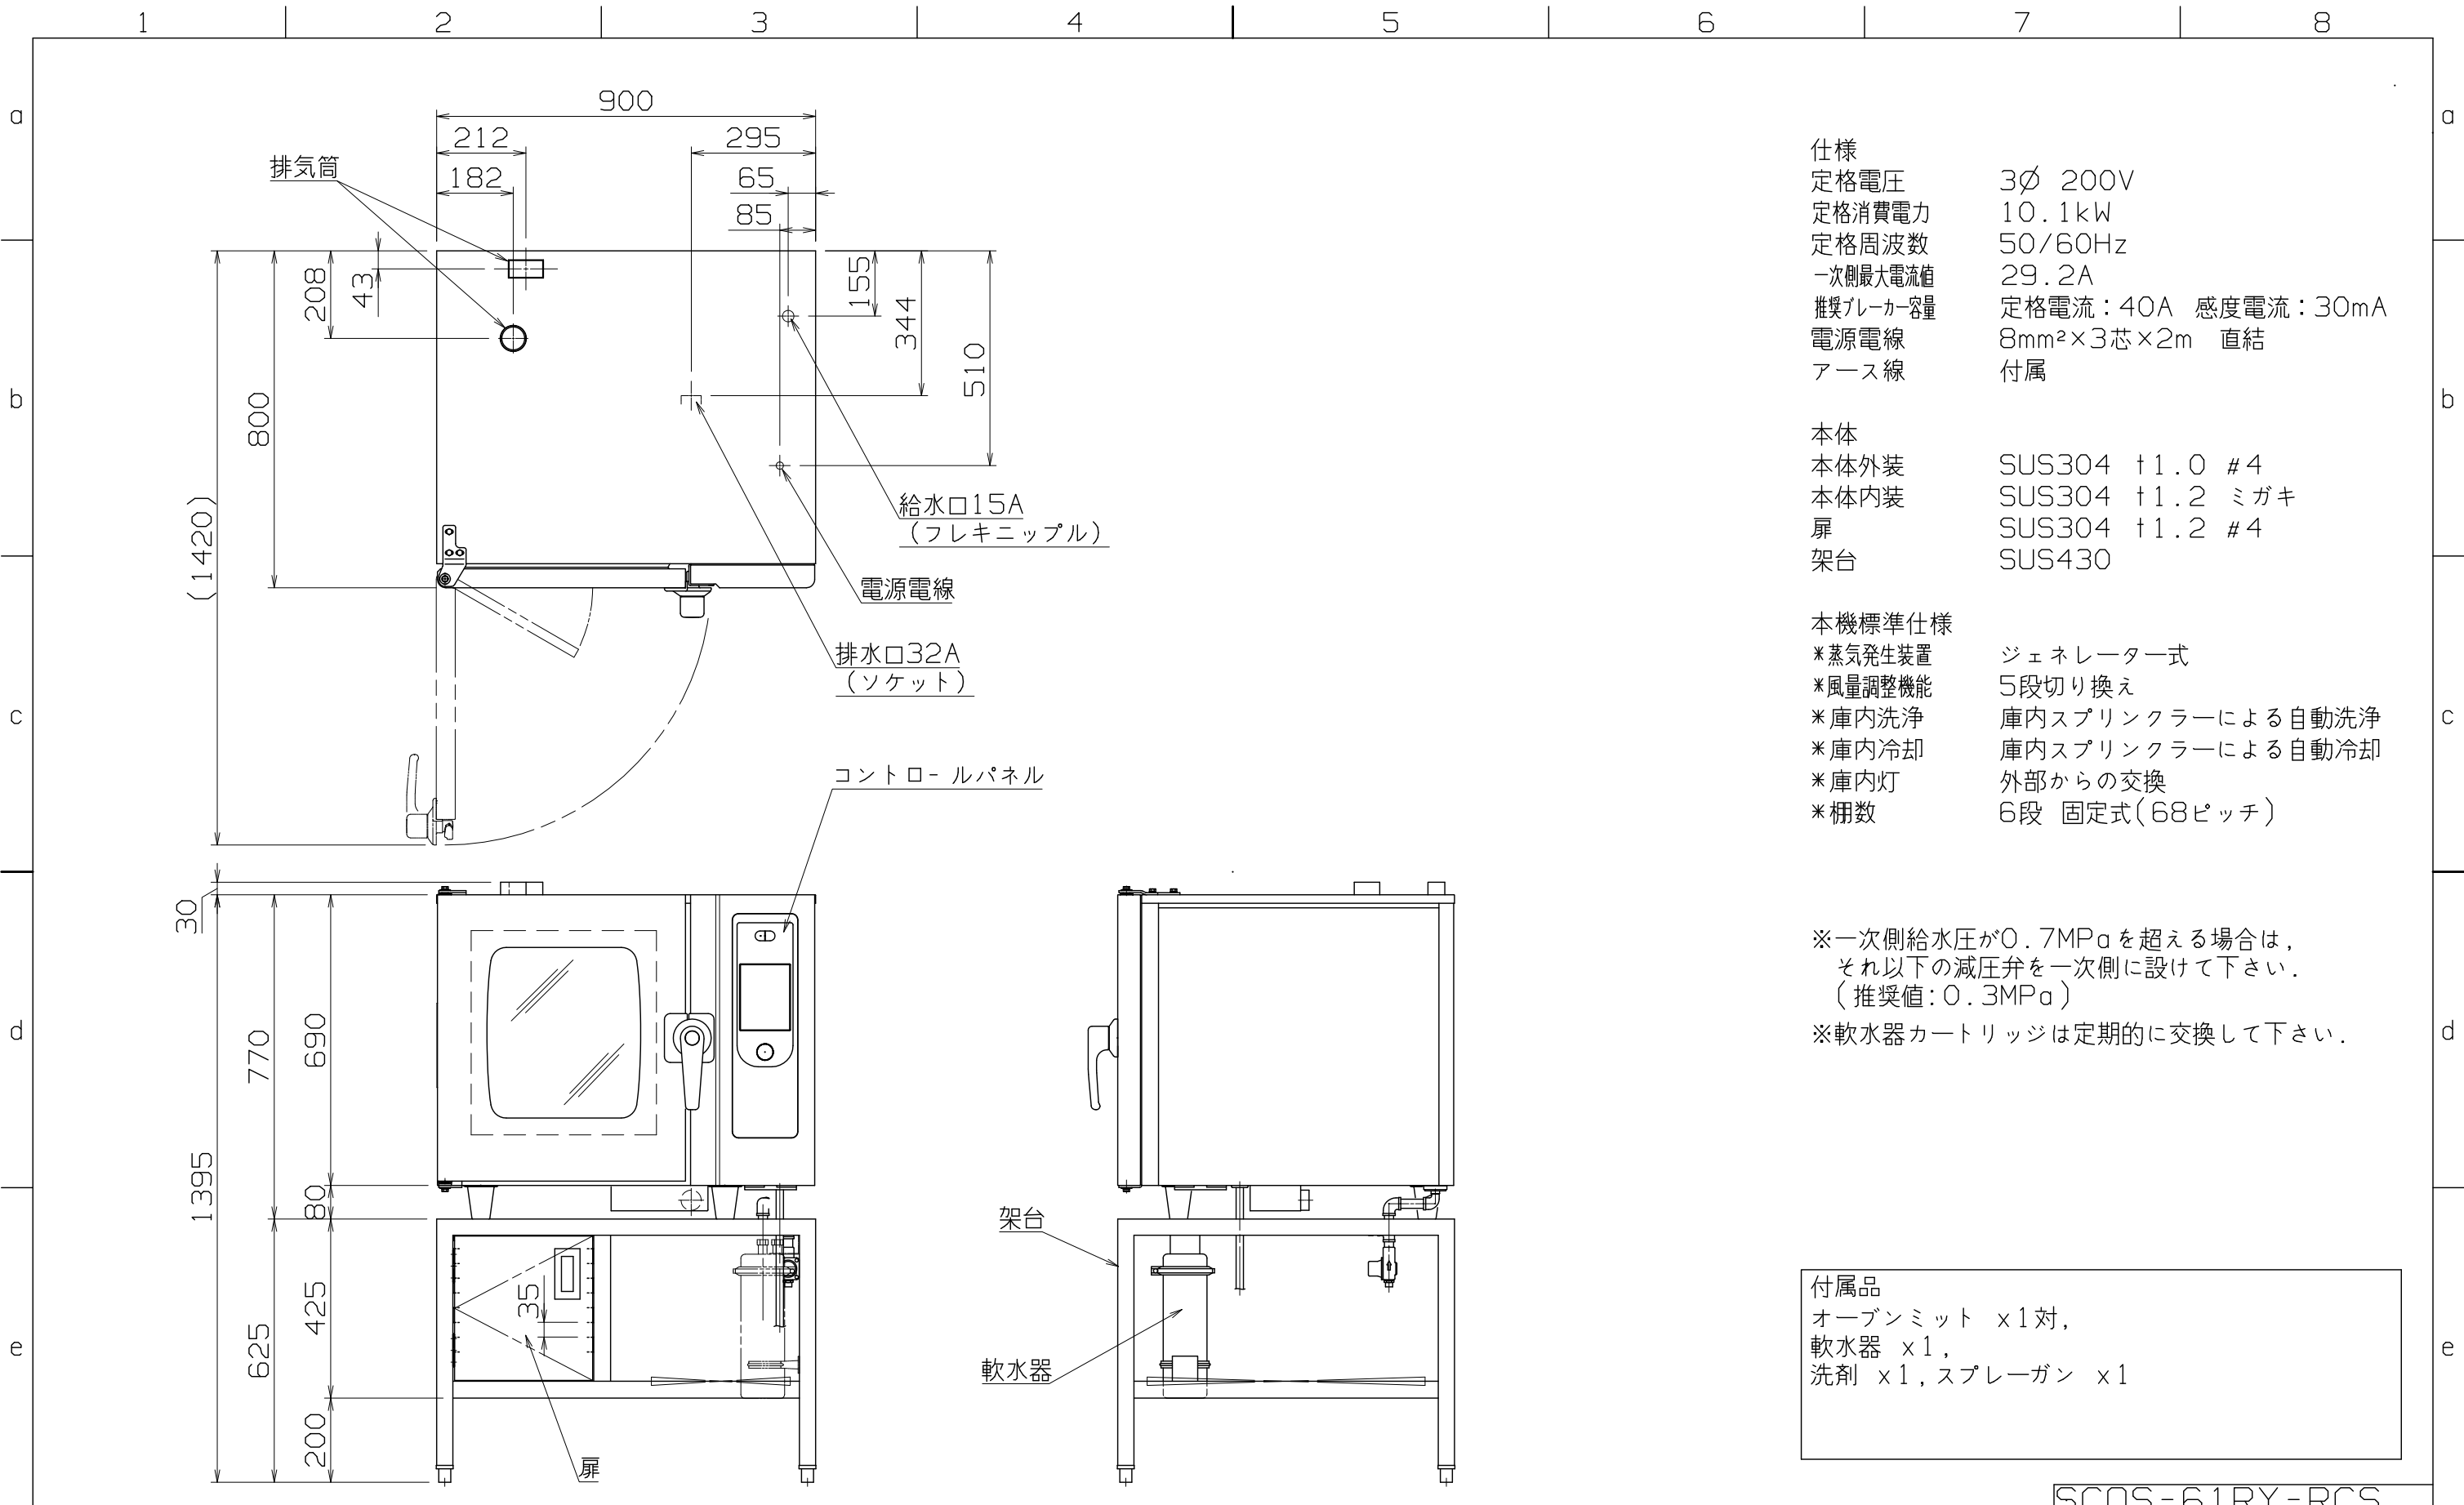 1 2 3 4 5 6 7 8
a
b
c
d
e
a
b
c
d
e
900
212
295
排気筒
182
65
85
208
43
155
344
510
800
(1420)
給水口15A
(フレキニップル)
電源電線
排水口32A
(ソケット)
コントロールパネル
30
770
690
1395
80
425
625
35
200
扉
架台
軟水器
仕様
定格電圧 3∅ 200V
定格消費電力 10.1kW
定格周波数 50/60Hz
一次側最大電流値 29.2A
推奨ブレーカー容量 定格電流:40A 感度電流:30mA
電源電線 8mm²×3芯×2m 直結
アース線 付属
本体
本体外装 SUS304 t1.0 #4
本体内装 SUS304 t1.2 ミガキ
扉 SUS304 t1.2 #4
架台 SUS430
本機標準仕様
*蒸気発生装置 ジェネレーター式
*風量調整機能 5段切り換え
*庫内洗浄 庫内スプリンクラーによる自動洗浄
*庫内冷却 庫内スプリンクラーによる自動冷却
*庫内灯 外部からの交換
*棚数 6段 固定式(68ピッチ)
※一次側給水圧が0.7MPaを超える場合は,
それ以下の減圧弁を一次側に設けて下さい.
(推奨値:0.3MPa)
※軟水器カートリッジは定期的に交換して下さい.
付属品
オーブンミット x1対,
軟水器 x1,
洗剤 x1,スプレーガン x1
SCOS-61RY-RCS